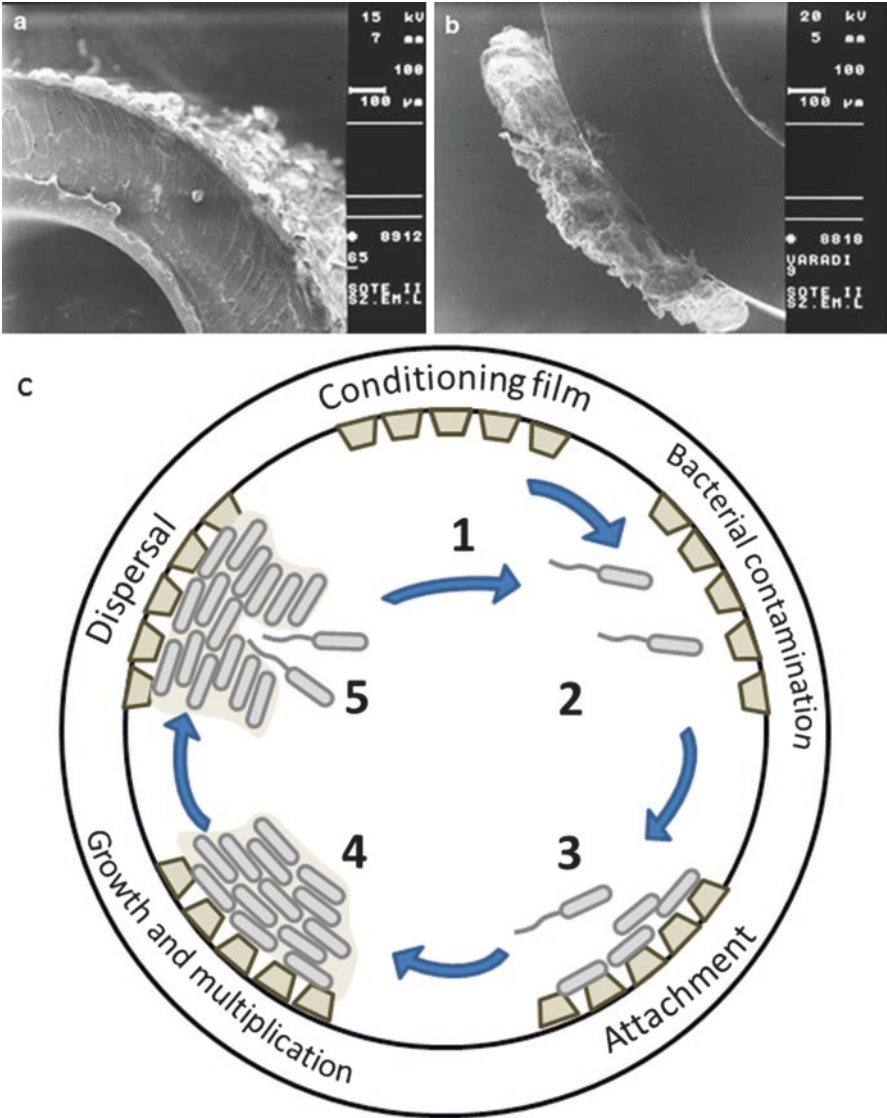 a
15 kV
7 mm
100
100 µm
8912
65
SOTE II
SZ.EM.L
b
20 kV
5 mm
100
100 µm
8818
VARADI
9
SOTE II
SZ.EM.L
c
Conditioning film
Bacterial contamination
Attachment
Growth and multiplication
Dispersal
1
2
3
4
5